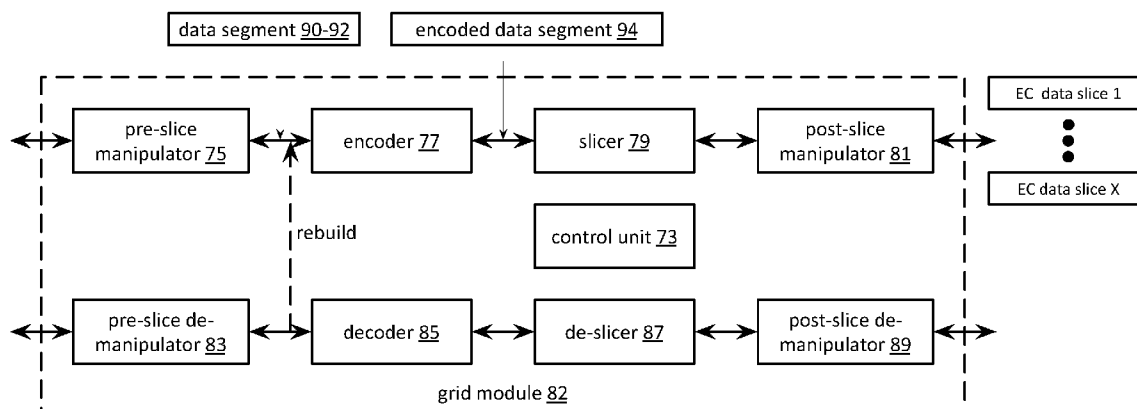 data segment 90-92
encoded data segment 94
EC data slice 1
pre-slice
manipulator 75
encoder 77
slicer 79
post-slice
manipulator 81
EC data slice X
rebuild
control unit 73
pre-slice de-
manipulator 83
decoder 85
de-slicer 87
post-slice de-
manipulator 89
grid module 82